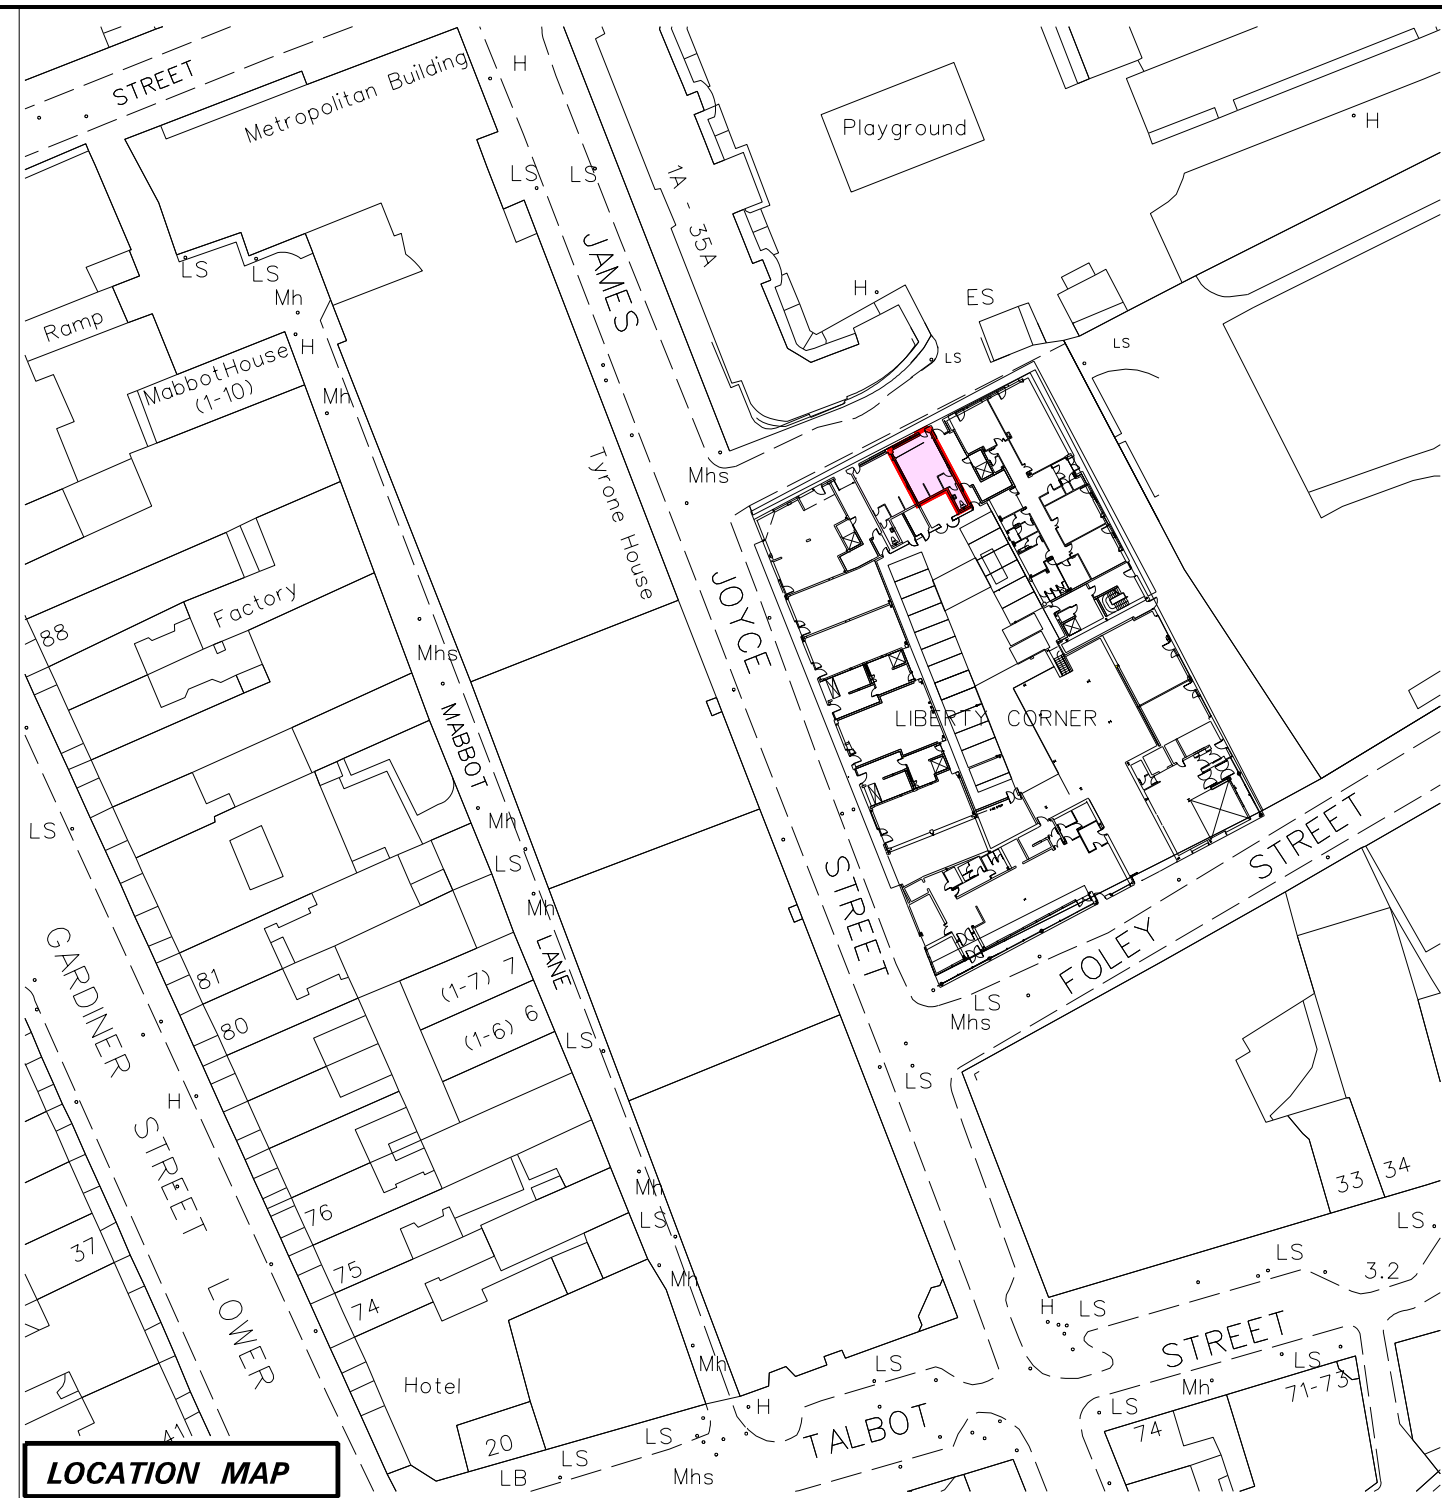 STREET
Metropolitan Building
H
LS
LS
JAMES
1A - 35A
Playground
H
LS
LS
Mh
Ramp
H
Mabbot House
(1-10)
Mh
H
ES
LS
LS
Mhs
Tyrone House
JOYCE
Factory
88
Mhs
MABBOT
LIBERTY CORNER
LS
Mh
LS
STREET
STREET
FOLEY
Mh
LANE
GARDINER
81
(1-7) 7
80
(1-6) 6
LS
LS
Mhs
LS
H
STREET
33
34
Mh
76
LS
LS
37
LS
3.2
75
Mh
74
LOWER
H
LS
STREET
Mh
LS
LS
Hotel
Mh
71-73
H
LS
TALBOT
74
41
20
LS
LS
LB
Mhs
LOCATION MAP